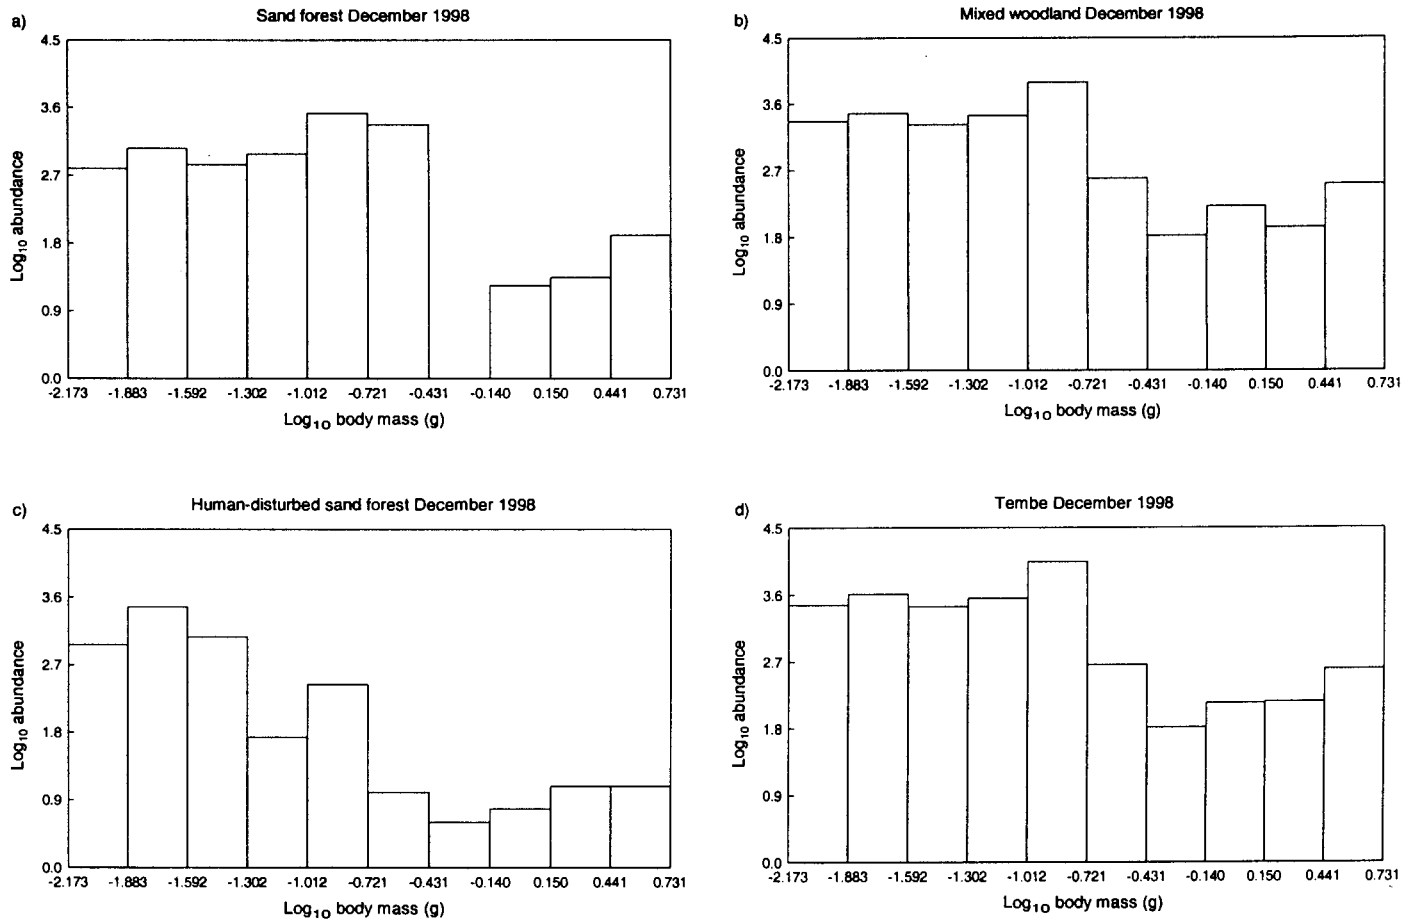 a)
Sand forest December 1998
4.5
3.6
2.7
1.8
0.9
0.0
Log10 abundance
-2.173 -1.883 -1.592 -1.302 -1.012 -0.721 -0.431 -0.140 0.150 0.441 0.731
Log10 body mass (g)
b)
Mixed woodland December 1998
4.5
3.6
2.7
1.8
0.9
0.0
Log10 abundance
-2.173 -1.883 -1.592 -1.302 -1.012 -0.721 -0.431 -0.140 0.150 0.441 0.731
Log10 body mass (g)
c)
Human-disturbed sand forest December 1998
4.5
3.6
2.7
1.8
0.9
0.0
Log10 abundance
-2.173 -1.883 -1.592 -1.302 -1.012 -0.721 -0.431 -0.140 0.150 0.441 0.731
Log10 body mass (g)
d)
Tembe December 1998
4.5
3.6
2.7
1.8
0.9
0.0
Log10 abundance
-2.173 -1.883 -1.592 -1.302 -1.012 -0.721 -0.431 -0.140 0.150 0.441 0.731
Log10 body mass (g)